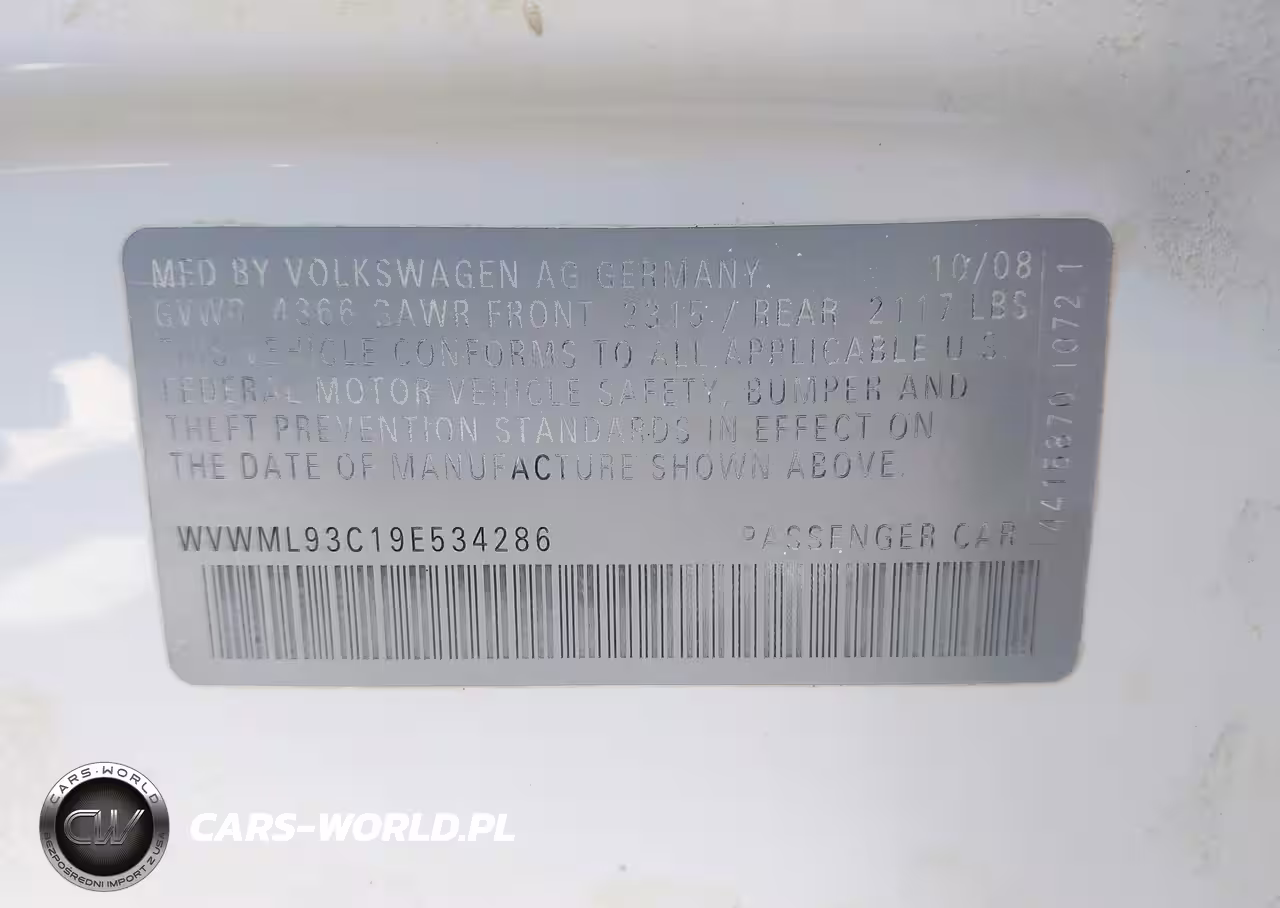 MFD BY VOLKSWAGEN AG GERMANY. 10/08
GVWR 4366 GAWR FRONT 2315 / REAR 2117 LBS
THIS VEHICLE CONFORMS TO ALL APPLICABLE U.S.
FEDERAL MOTOR VEHICLE SAFETY, BUMPER AND
THEFT PREVENTION STANDARDS IN EFFECT ON
THE DATE OF MANUFACTURE SHOWN ABOVE.
WVWML93C19E534286 PASSENGER CAR
CARS-WORLD
CW
BEZPOŚREDNI IMPORT Z USA
CARS-WORLD.PL